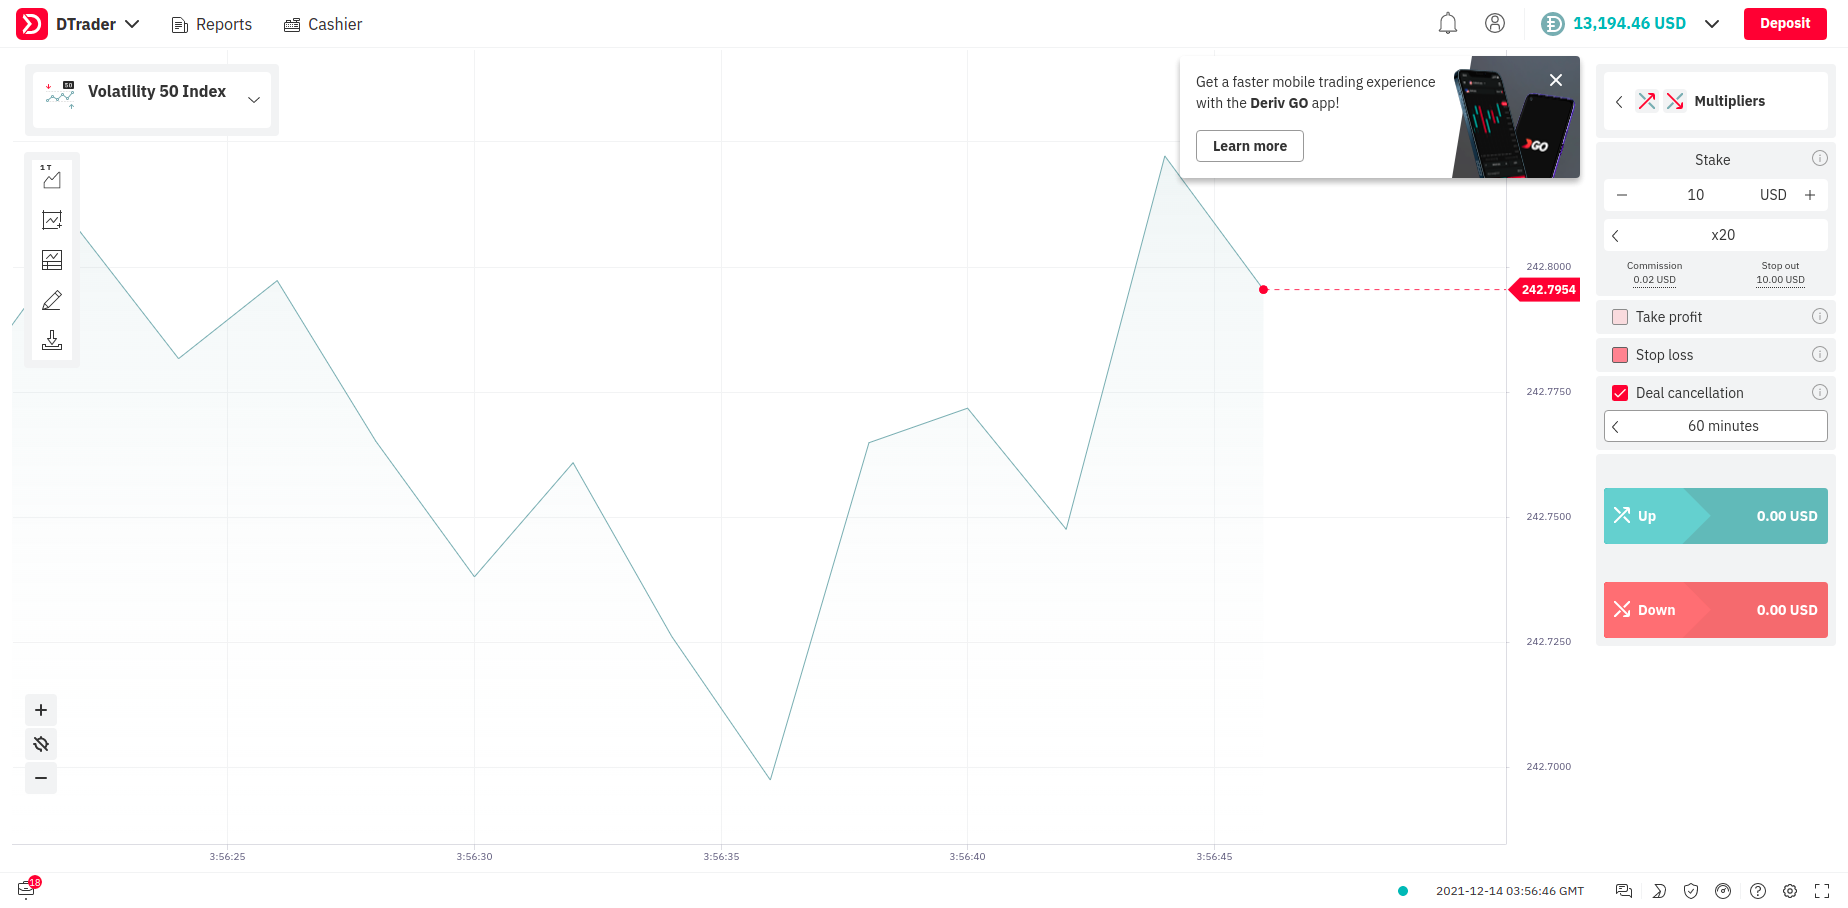 DTrader
Reports
Cashier
13,194.46 USD
Deposit
50
Volatility 50 Index
1T
Get a faster mobile trading experience
with the Deriv GO app!
Learn more
GO
Multipliers
Stake
10
USD
x20
Commission
0.02 USD
Stop out
10.00 USD
Take profit
Stop loss
Deal cancellation
60 minutes
Up
0.00 USD
Down
0.00 USD
242.8000
242.7954
242.7750
242.7500
242.7250
242.7000
3:56:25
3:56:30
3:56:35
3:56:40
3:56:45
18
2021-12-14 03:56:46 GMT